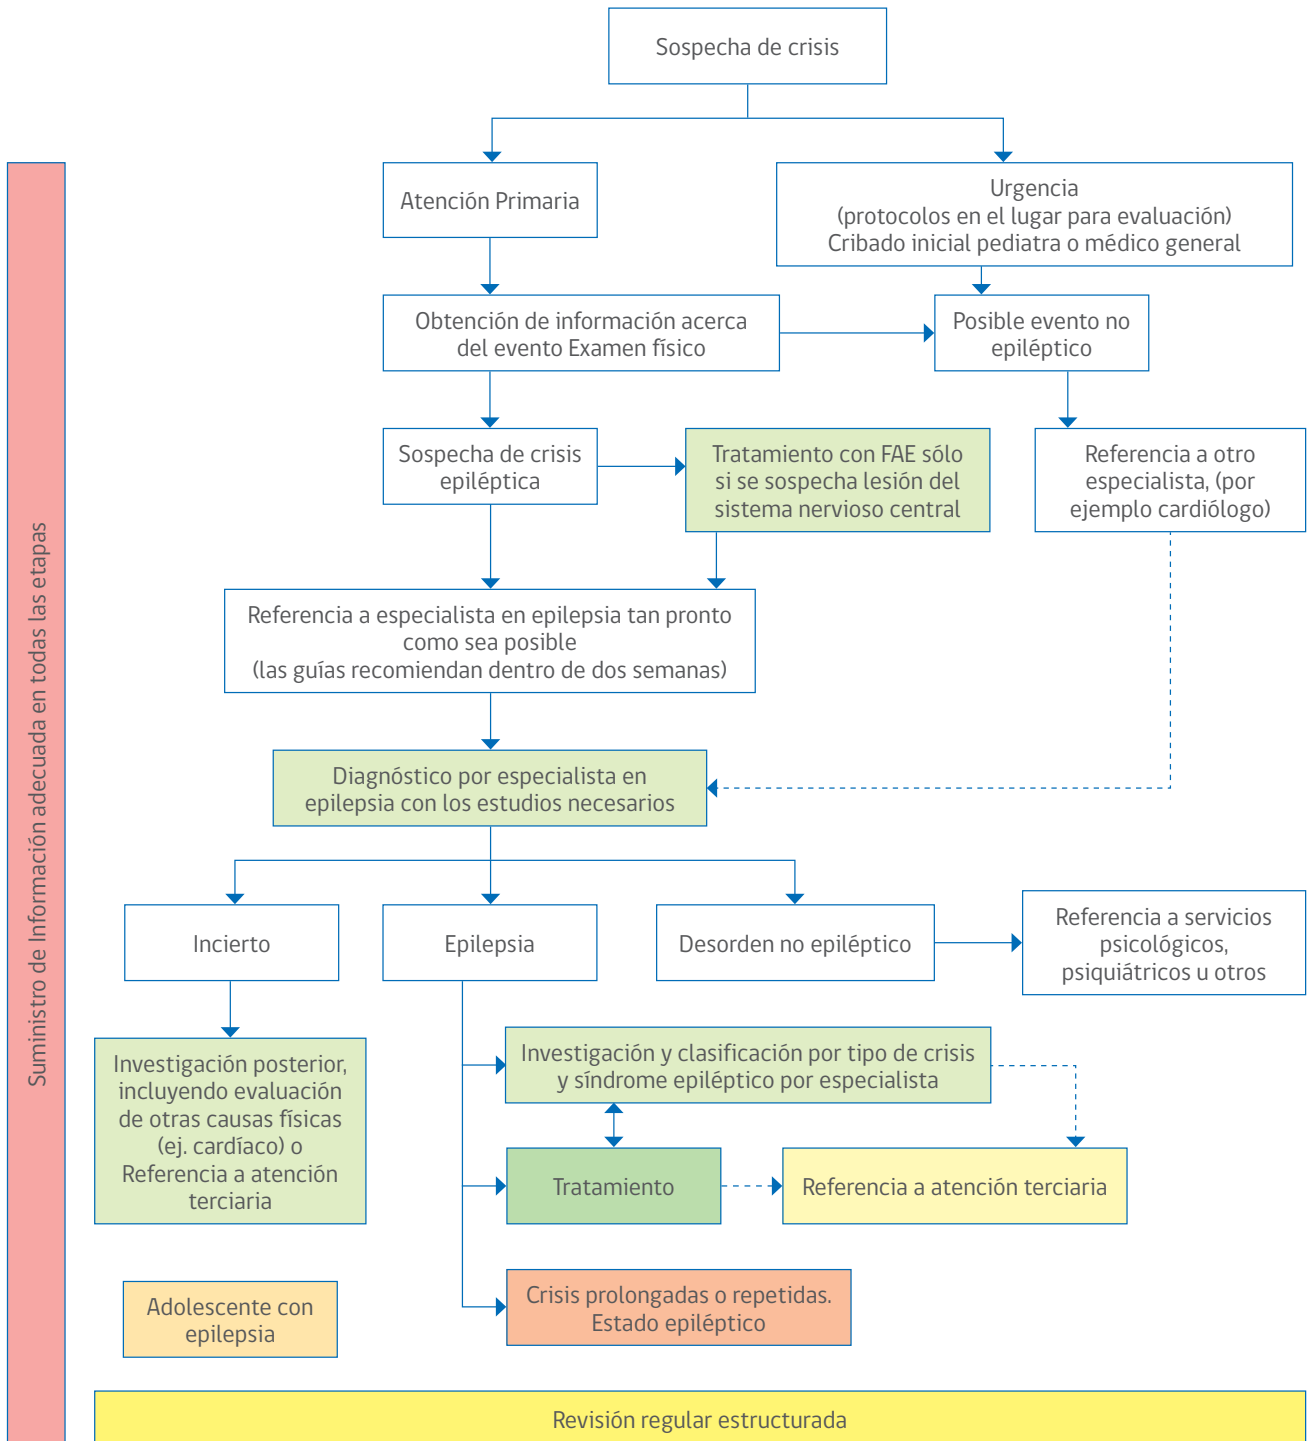 Sospecha de crisis
Atención Primaria
Urgencia
(protocolos en el lugar para evaluación)
Cribado inicial pediatra o médico general
Obtención de información acerca
del evento Examen físico
Posible evento no
epiléptico
Sospecha de crisis
epiléptica
Tratamiento con FAE sólo
si se sospecha lesión del
sistema nervioso central
Referencia a otro
especialista, (por
ejemplo cardiólogo)
Referencia a especialista en epilepsia tan pronto
como sea posible
(las guías recomiendan dentro de dos semanas)
Diagnóstico por especialista en
epilepsia con los estudios necesarios
Incierto
Epilepsia
Desorden no epiléptico
Referencia a servicios
psicológicos,
psiquiátricos u otros
Investigación posterior,
incluyendo evaluación
de otras causas físicas
(ej. cardíaco) o
Referencia a atención
terciaria
Investigación y clasificación por tipo de crisis
y síndrome epiléptico por especialista
Tratamiento
Referencia a atención terciaria
Adolescente con
epilepsia
Crisis prolongadas o repetidas.
Estado epiléptico
Revisión regular estructurada
Suministro de Información adecuada en todas las etapas